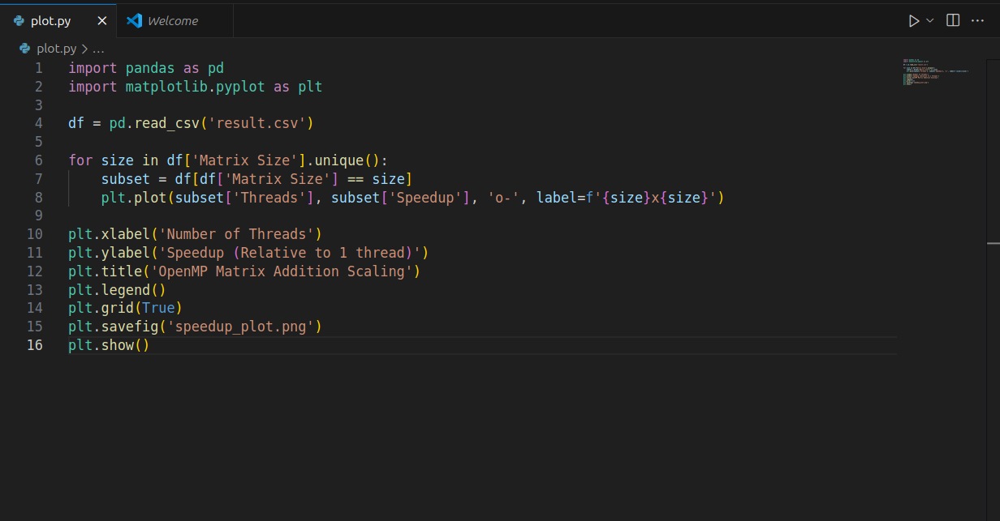 plot.py Welcome
plot.py > ...
1 import pandas as pd
2 import matplotlib.pyplot as plt
3
4 df = pd.read_csv('result.csv')
5
6 for size in df['Matrix Size'].unique():
7     subset = df[df['Matrix Size'] == size]
8     plt.plot(subset['Threads'], subset['Speedup'], 'o-', label=f'{size}x{size}')
9
10 plt.xlabel('Number of Threads')
11 plt.ylabel('Speedup (Relative to 1 thread)')
12 plt.title('OpenMP Matrix Addition Scaling')
13 plt.legend()
14 plt.grid(True)
15 plt.savefig('speedup_plot.png')
16 plt.show()